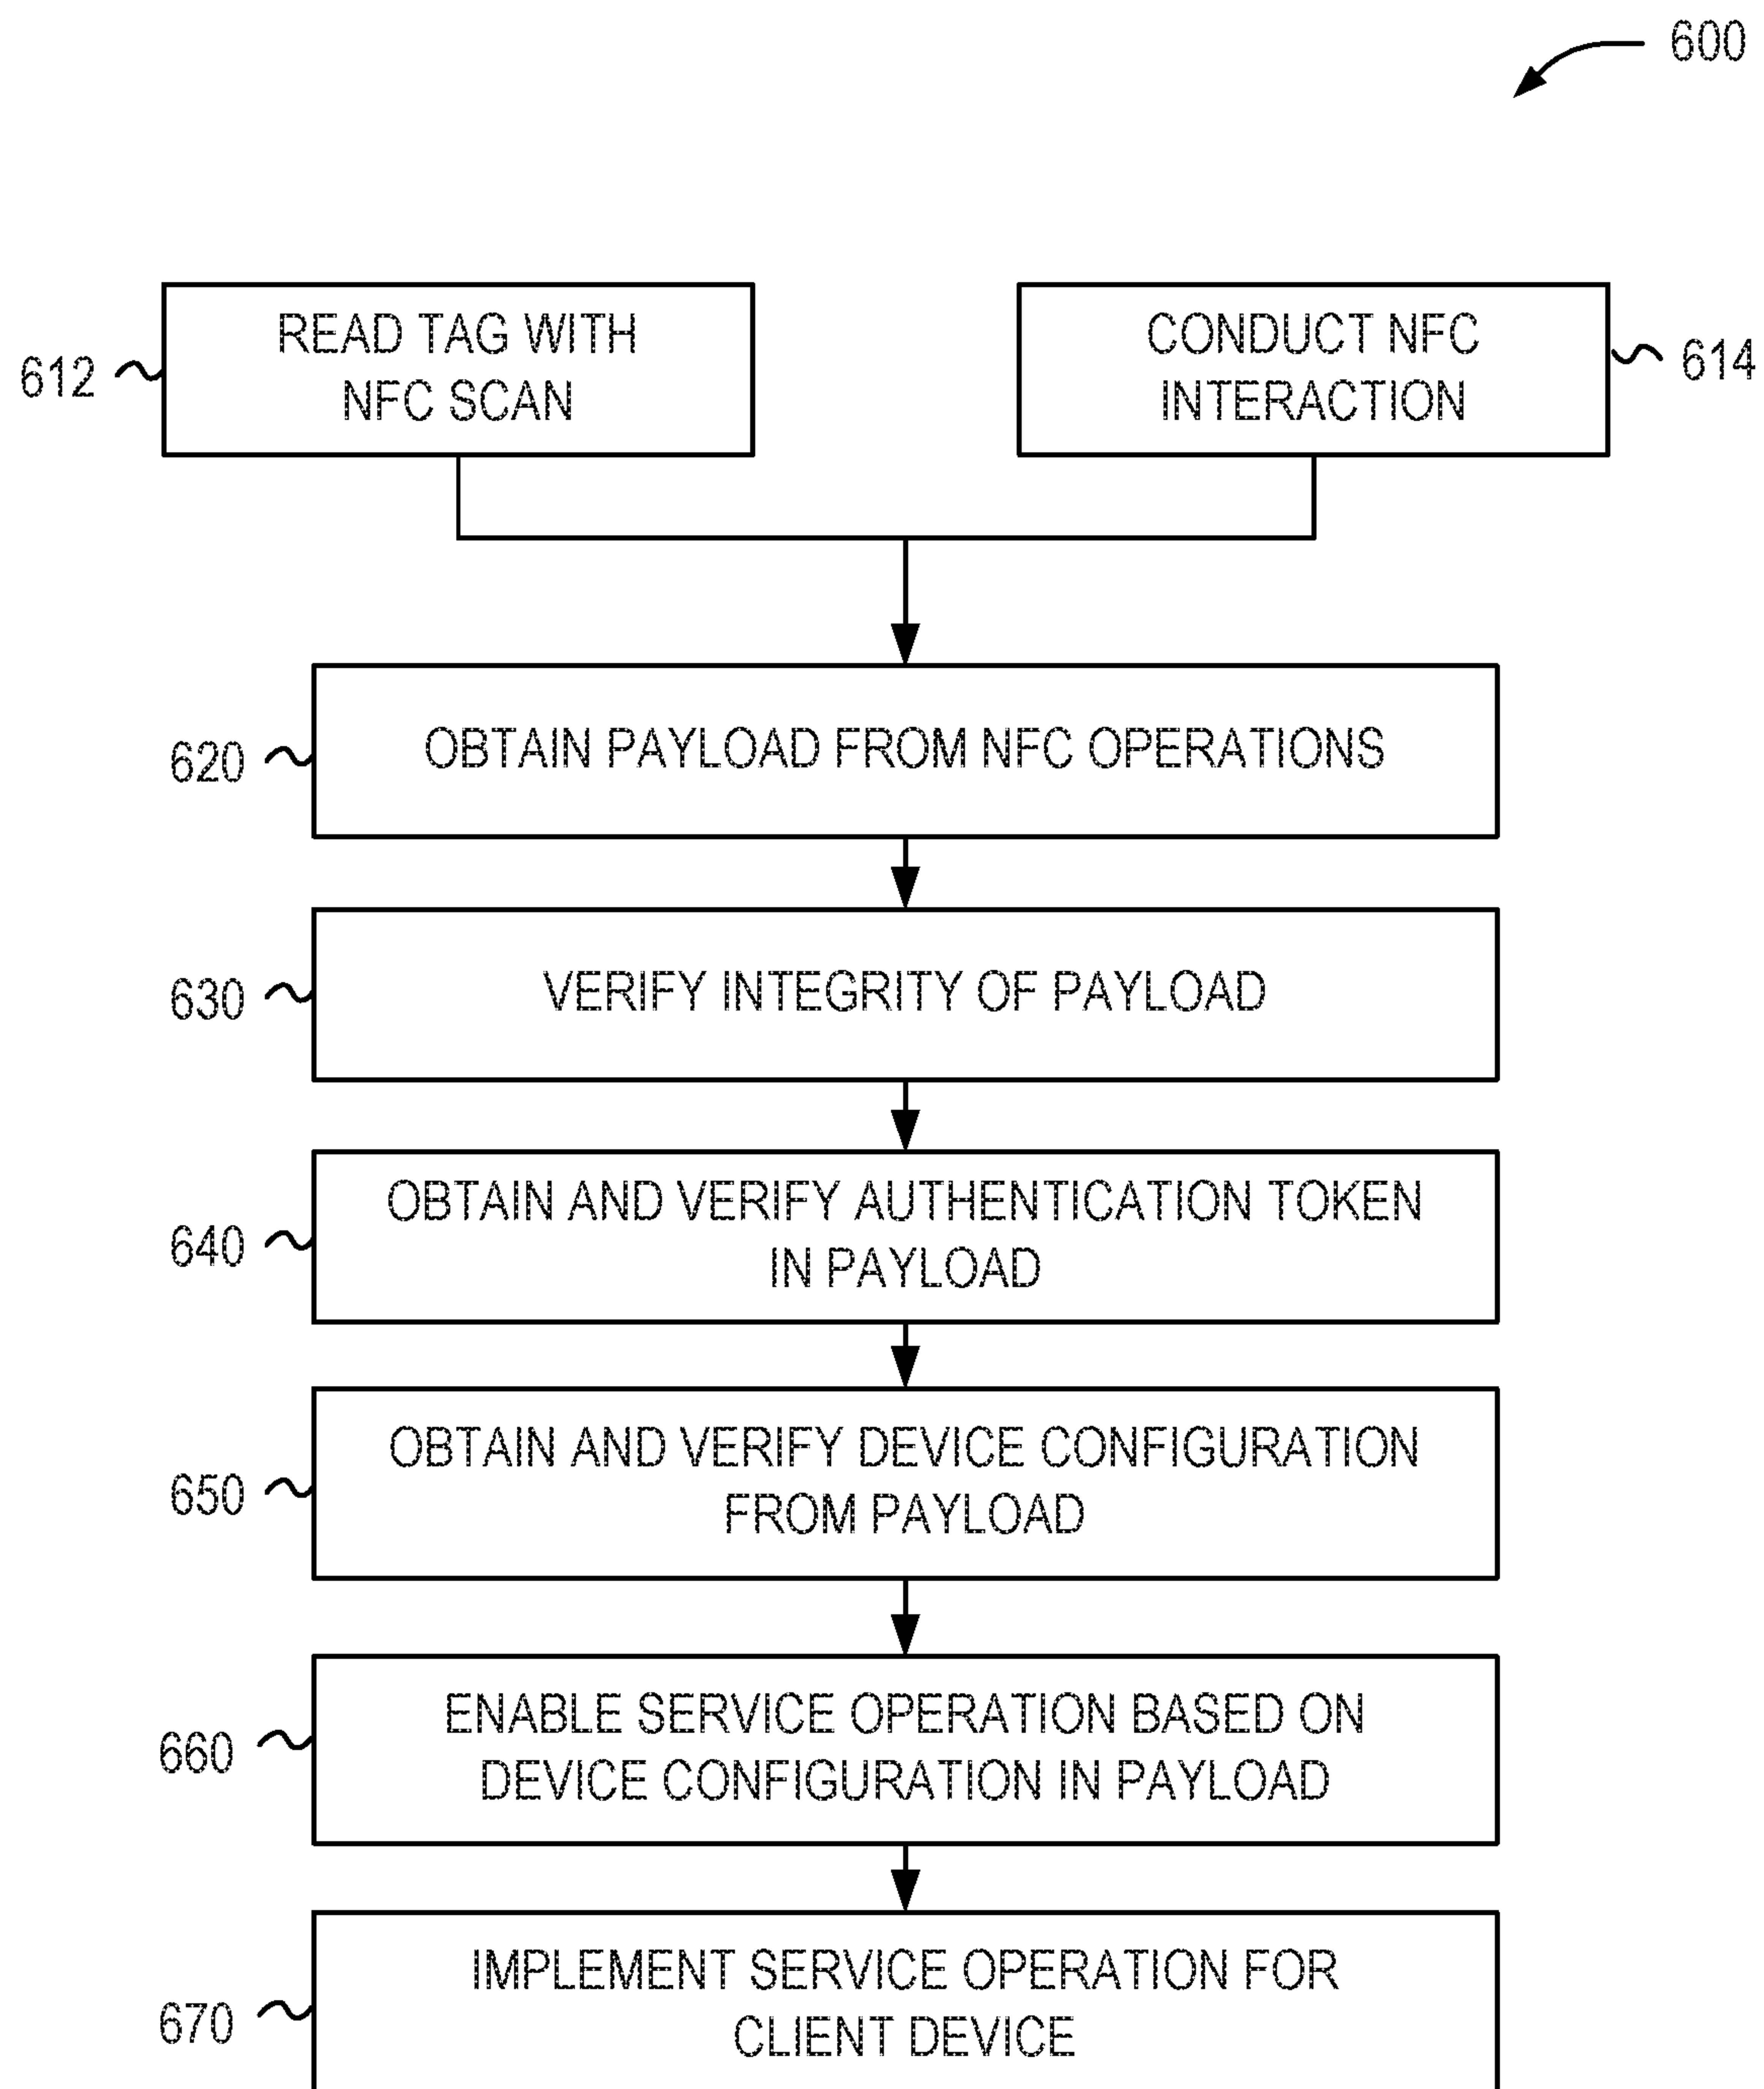 600
READ TAG WITH
NFC SCAN
612
CONDUCT NFC
INTERACTION
614
OBTAIN PAYLOAD FROM NFC OPERATIONS
620
VERIFY INTEGRITY OF PAYLOAD
630
OBTAIN AND VERIFY AUTHENTICATION TOKEN
IN PAYLOAD
640
OBTAIN AND VERIFY DEVICE CONFIGURATION
FROM PAYLOAD
650
ENABLE SERVICE OPERATION BASED ON
DEVICE CONFIGURATION IN PAYLOAD
660
IMPLEMENT SERVICE OPERATION FOR
CLIENT DEVICE
670